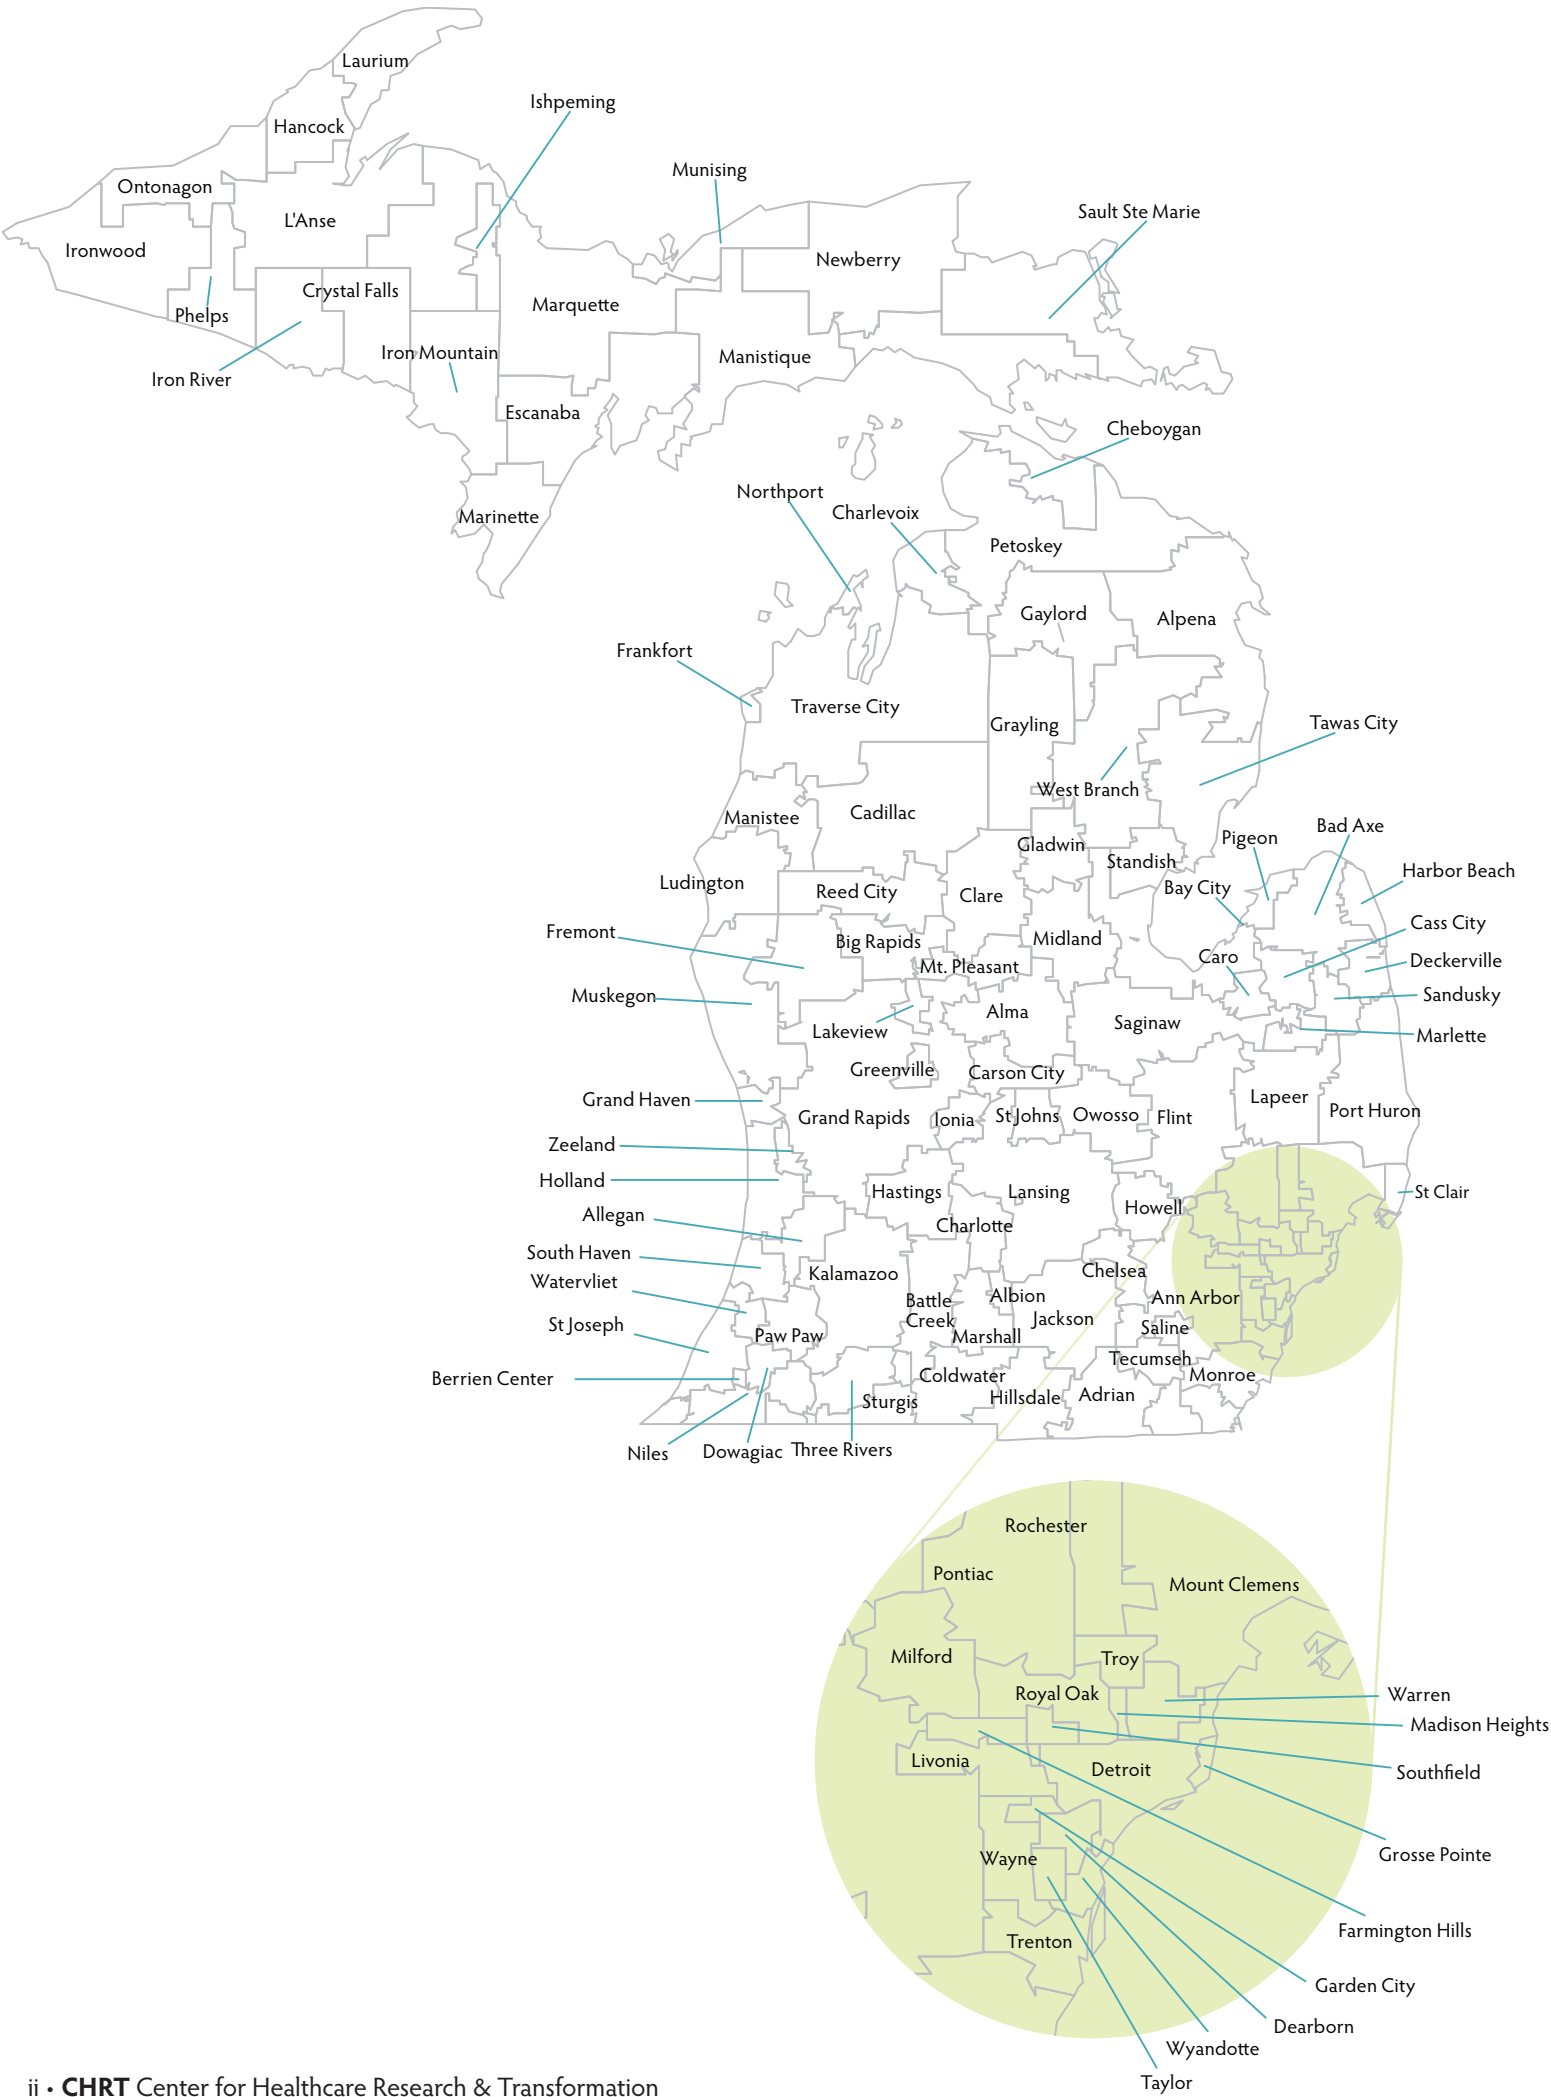 Laurium
Ishpeming
Hancock
Munising
Ontonagon
Sault Ste Marie
L'Anse
Ironwood
Newberry
Crystal Falls
Marquette
Phelps
Iron Mountain
Manistique
Iron River
Escanaba
Cheboygan
Northport
Charlevoix
Marinette
Petoskey
Gaylord
Alpena
Frankfort
Traverse City
Grayling
Tawas City
West Branch
Cadillac
Manistee
Bad Axe
Pigeon
Gladwin
Standish
Harbor Beach
Ludington
Reed City
Clare
Bay City
Cass City
Fremont
Big Rapids
Midland
Caro
Deckerville
Mt. Pleasant
Muskegon
Sandusky
Alma
Saginaw
Lakeview
Marlette
Greenville
Carson City
Grand Haven
Lapeer
Port Huron
Grand Rapids
Ionia
St Johns
Owosso
Flint
Zeeland
Holland
Hastings
Lansing
St Clair
Howell
Allegan
Charlotte
South Haven
Kalamazoo
Chelsea
Watervliet
Albion
Ann Arbor
Battle
Creek
Jackson
St Joseph
Paw Paw
Marshall
Saline
Tecumseh
Berrien Center
Coldwater
Monroe
Sturgis
Hillsdale
Adrian
Niles
Dowagiac
Three Rivers
Rochester
Pontiac
Mount Clemens
Milford
Troy
Royal Oak
Warren
Madison Heights
Livonia
Detroit
Southfield
Grosse Pointe
Wayne
Farmington Hills
Trenton
Garden City
Dearborn
Wyandotte
Taylor
ii • CHRT Center for Healthcare Research & Transformation